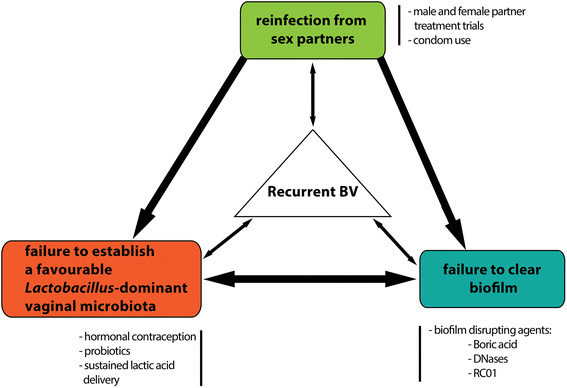 reinfection from
sex partners
- male and female partner
treatment trials
- condom use
Recurrent BV
failure to establish
a favourable
Lactobacillus-dominant
vaginal microbiota
failure to clear
biofilm
- hormonal contraception
- probiotics
- sustained lactic acid
delivery
- biofilm disrupting agents:
- Boric acid
- DNases
- RC01